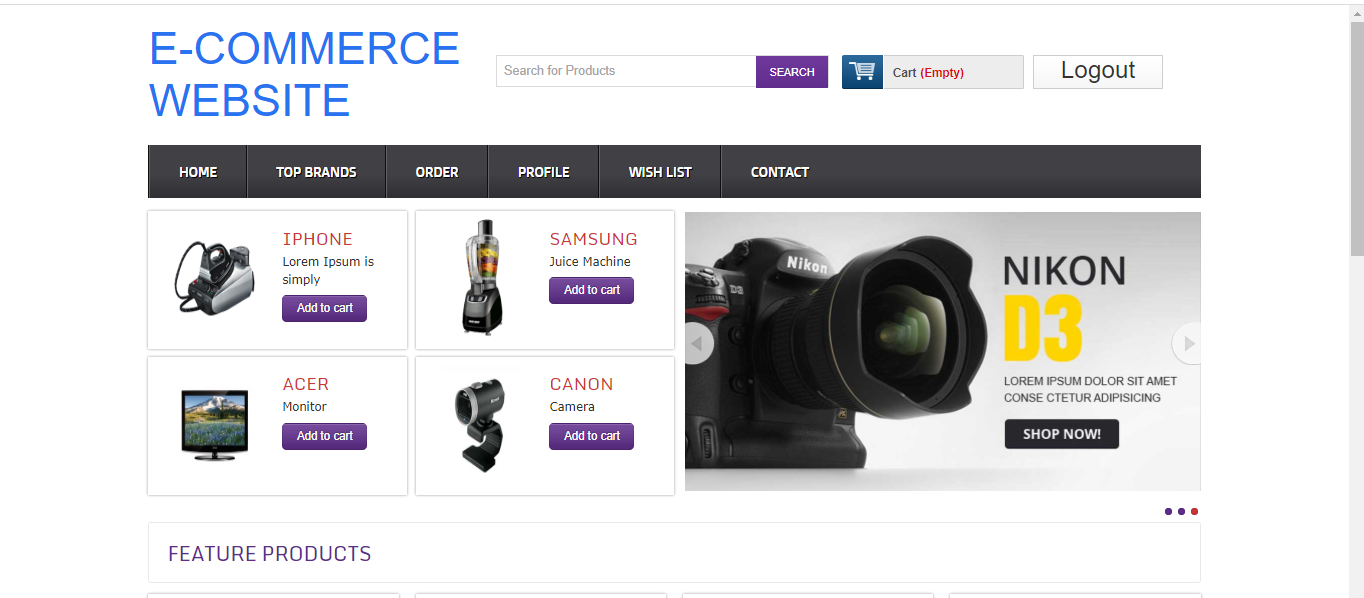 E-COMMERCE
WEBSITE
Search for Products
SEARCH
Cart (Empty)
Logout
HOME
TOP BRANDS
ORDER
PROFILE
WISH LIST
CONTACT
IPHONE
Lorem Ipsum is
simply
Add to cart
SAMSUNG
Juice Machine
Add to cart
ACER
Monitor
Add to cart
CANON
Camera
Add to cart
Nikon
D3
NIKON
D3
LOREM IPSUM DOLOR SIT AMET
CONSE CTETUR ADIPISICING
SHOP NOW!
FEATURE PRODUCTS